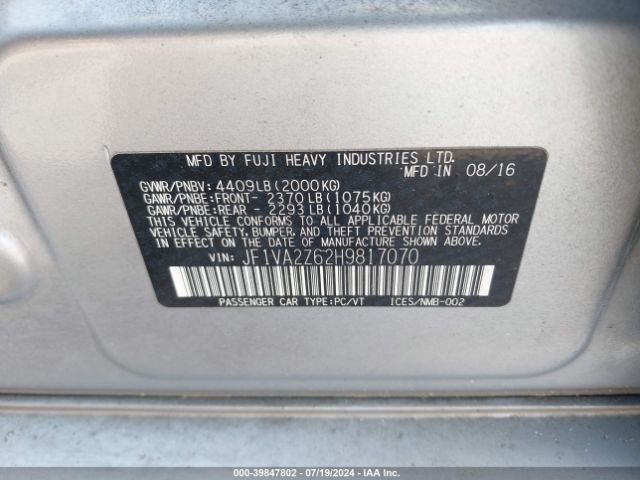 MFD BY FUJI HEAVY INDUSTRIES LTD.
MFD IN 08/16
GVWR/PNBV: 4409LB(2000KG)
GAWR/PNBE:FRONT- 2370LB(1075KG)
GAWR/PNBE:REAR - 2293LB(1040KG)
THIS VEHICLE CONFORMS TO ALL APPLICABLE FEDERAL MOTOR
VEHICLE SAFETY, BUMPER, AND THEFT PREVENTION STANDARDS
IN EFFECT ON THE DATE OF MANUFACTURE SHOWN ABOVE.
VIN: JF1VA2Z62H9817070
PASSENGER CAR TYPE:PC/VT ICES/NMB-002
000-39847802 / 07/19/2024 / IAA Inc.